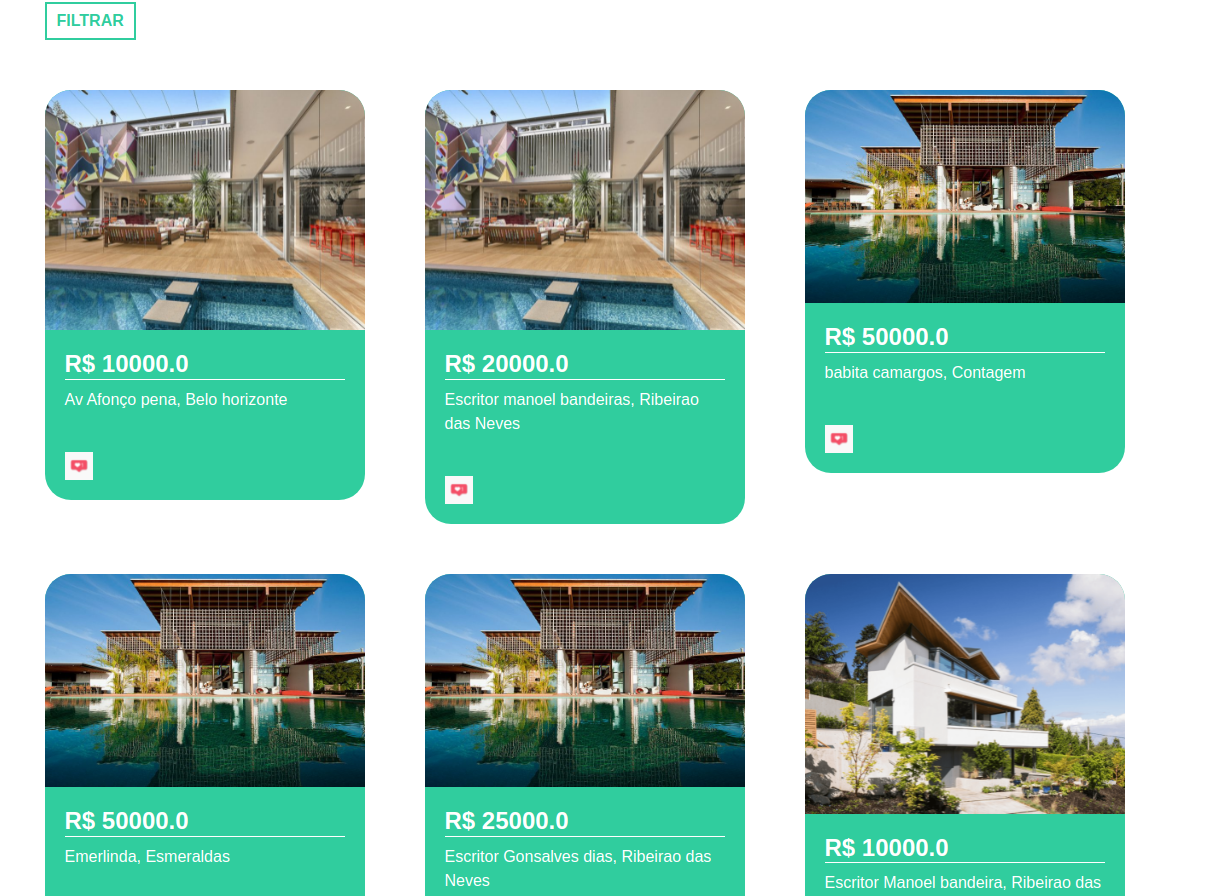 FILTRAR
R$ 10000.0
Av Afonço pena, Belo horizonte
R$ 20000.0
Escritor manoel bandeiras, Ribeirao
das Neves
R$ 50000.0
babita camargos, Contagem
R$ 50000.0
Emerlinda, Esmeraldas
R$ 25000.0
Escritor Gonsalves dias, Ribeirao das
Neves
R$ 10000.0
Escritor Manoel bandeira, Ribeirao das